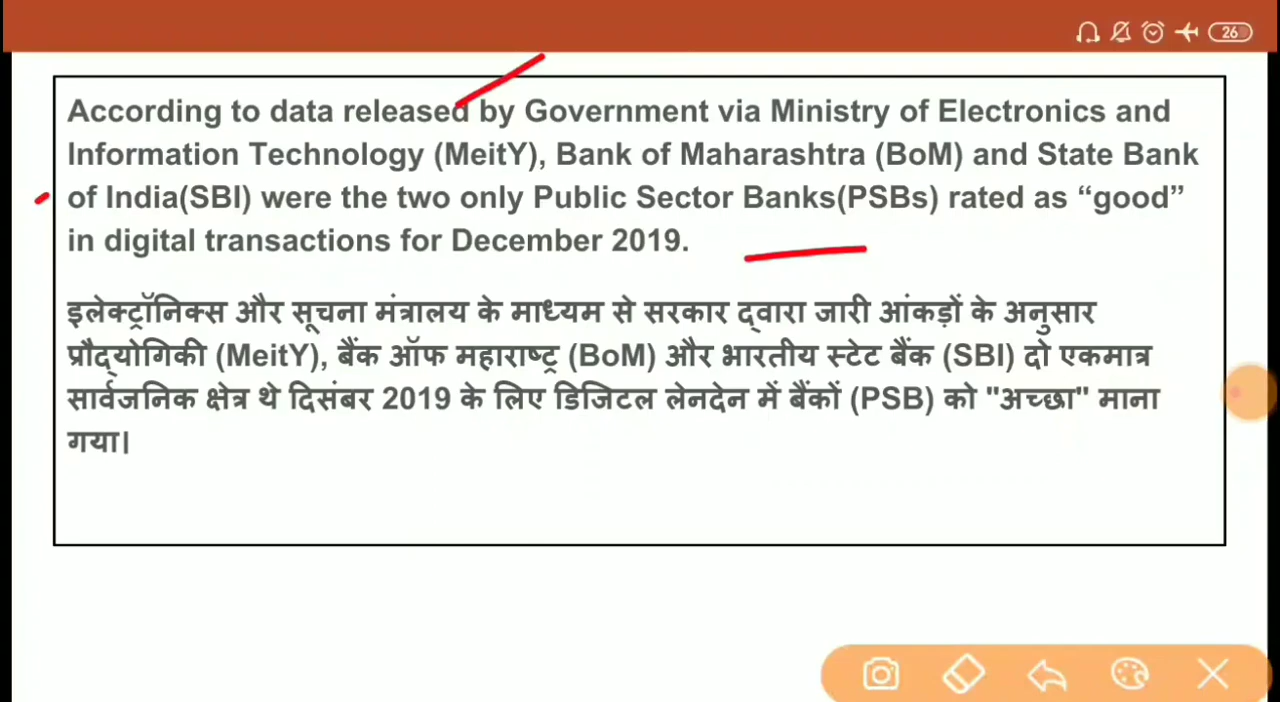 26
According to data released by Government via Ministry of Electronics and
Information Technology (MeitY), Bank of Maharashtra (BoM) and State Bank
of India(SBI) were the two only Public Sector Banks(PSBs) rated as “good”
in digital transactions for December 2019.
इलेक्ट्रॉनिक्स और सूचना मंत्रालय के माध्यम से सरकार द्वारा जारी आंकड़ों के अनुसार
प्रौद्योगिकी (MeitY), बैंक ऑफ महाराष्ट्र (BoM) और भारतीय स्टेट बैंक (SBI) दो एकमात्र
सार्वजनिक क्षेत्र थे दिसंबर 2019 के लिए डिजिटल लेनदेन में बैंकों (PSB) को "अच्छा" माना
गया।